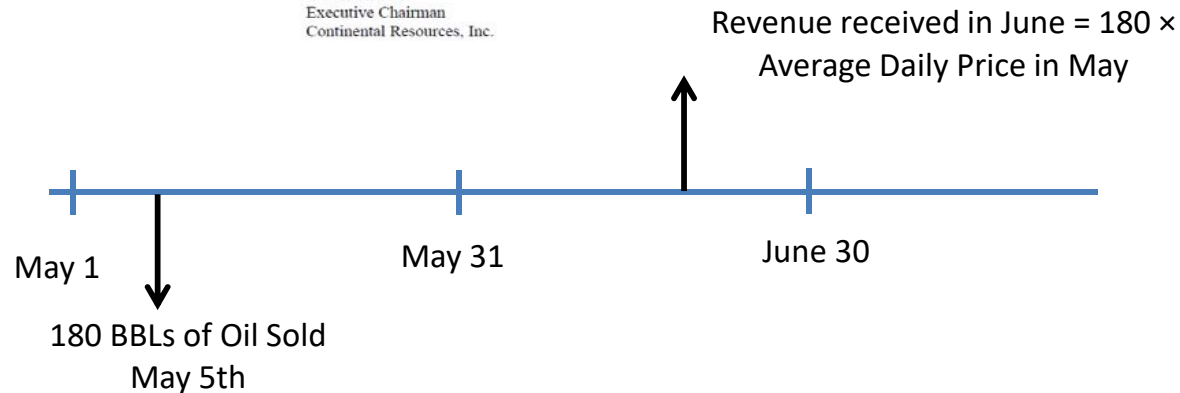 Executive Chairman
Continental Resources, Inc.
Revenue received in June = 180 ×
Average Daily Price in May
May 1
May 31
June 30
180 BBLs of Oil Sold
May 5th